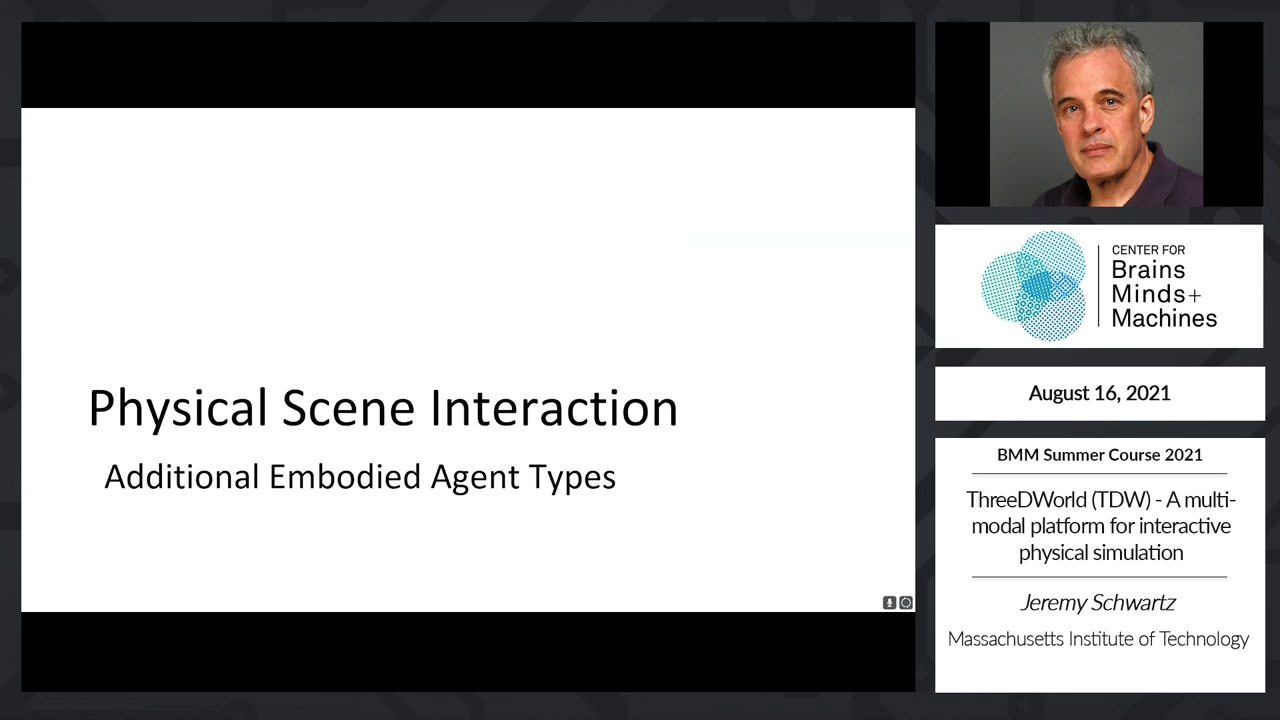 Physical Scene Interaction
Additional Embodied Agent Types
CENTER FOR
Brains
Minds+
Machines
August 16, 2021
BMM Summer Course 2021
ThreeDWorld (TDW) - A multi-
modal platform for interactive
physical simulation
Jeremy Schwartz
Massachusetts Institute of Technology